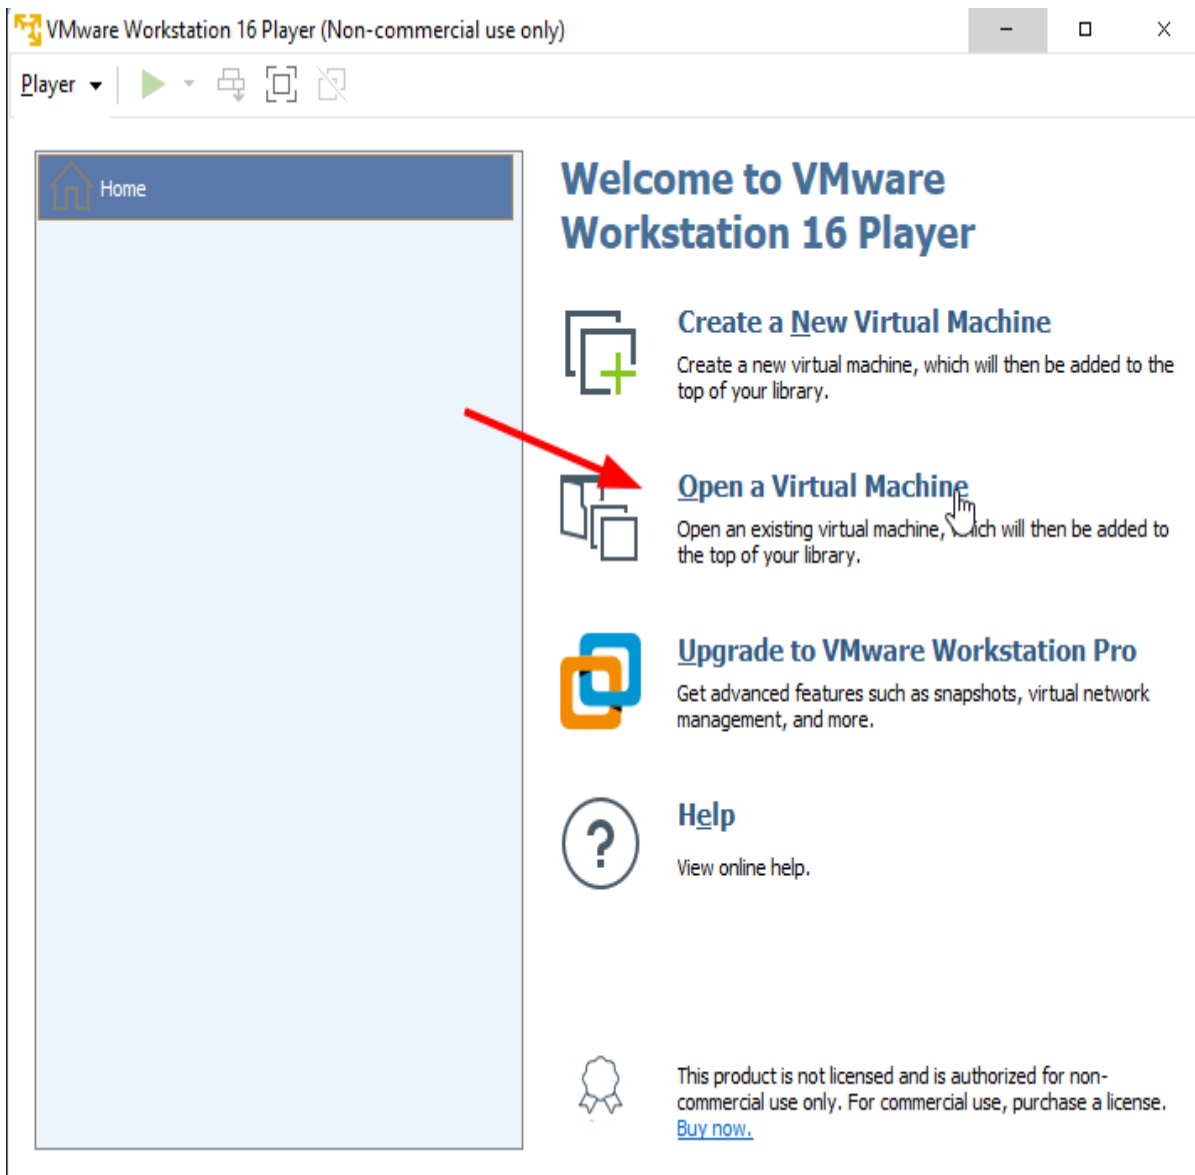 VMware Workstation 16 Player (Non-commercial use only)
Player
Home
Welcome to VMware
Workstation 16 Player
Create a New Virtual Machine
Create a new virtual machine, which will then be added to the
top of your library.
Open a Virtual Machine
Open an existing virtual machine, which will then be added to
the top of your library.
Upgrade to VMware Workstation Pro
Get advanced features such as snapshots, virtual network
management, and more.
Help
View online help.
This product is not licensed and is authorized for non-
commercial use only. For commercial use, purchase a license.
Buy now.